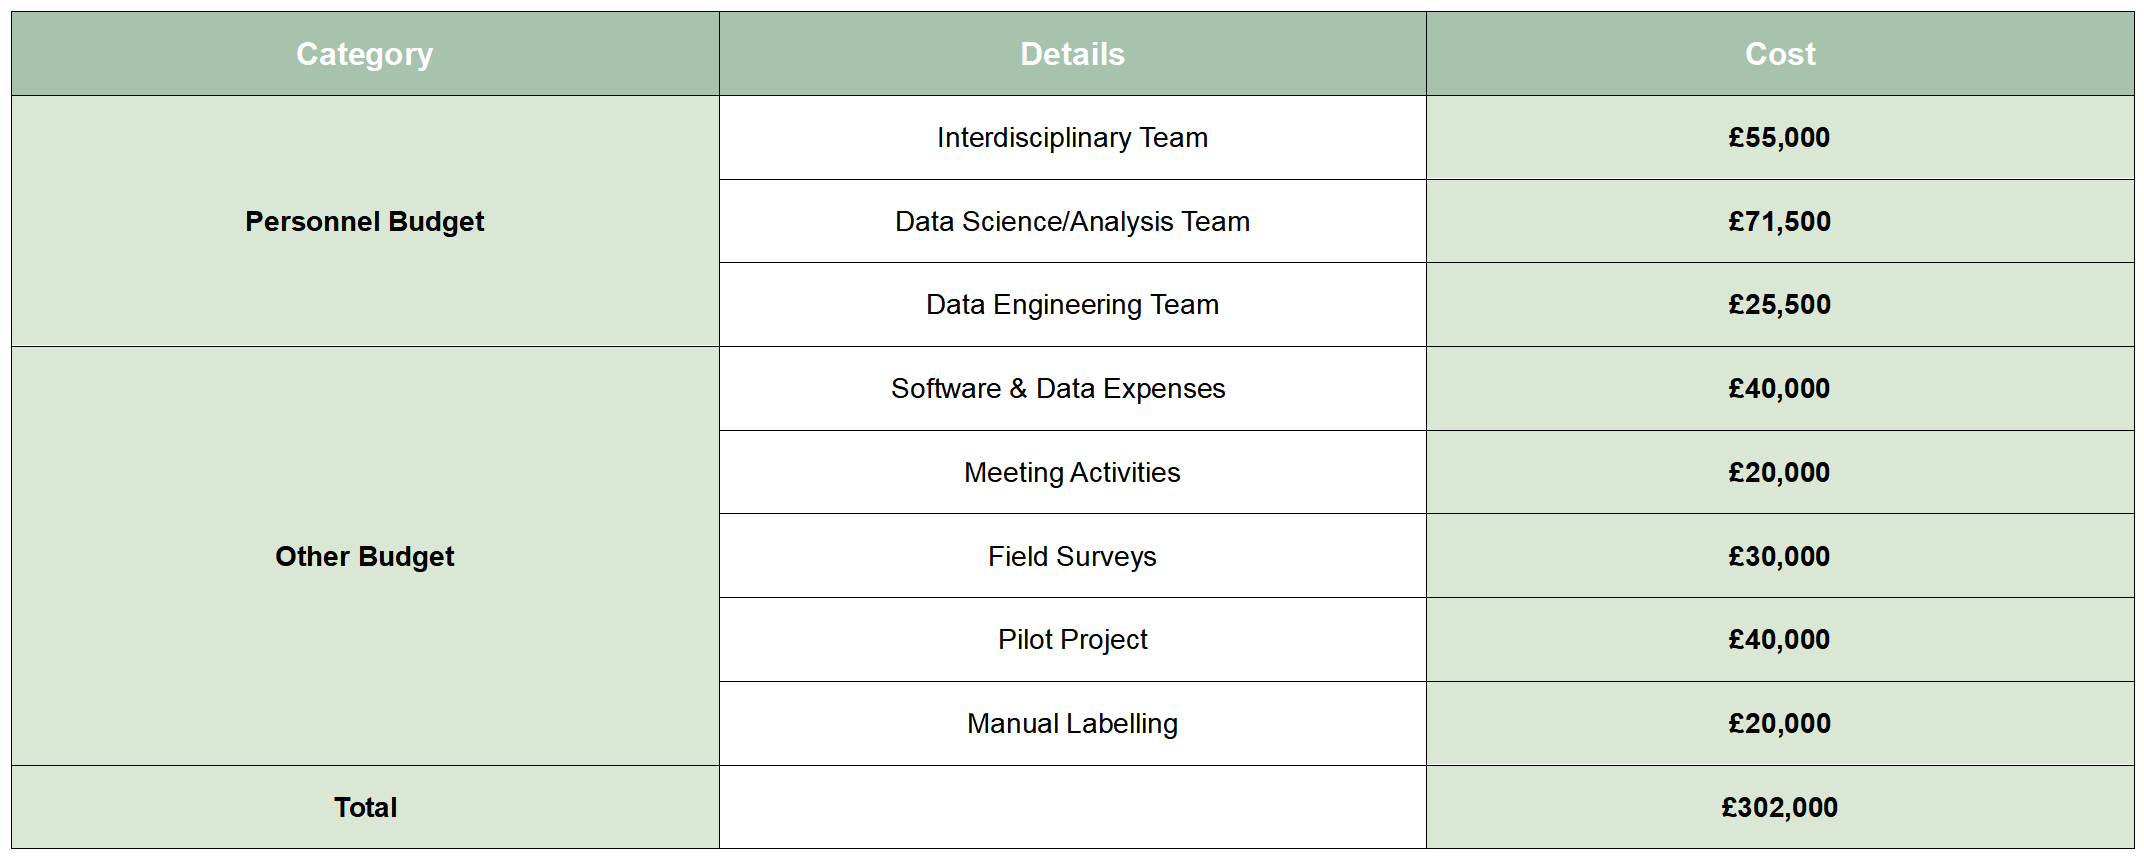 Category Details Cost
Interdisciplinary Team £55,000
Personnel Budget Data Science/Analysis Team £71,500
Data Engineering Team £25,500
Software & Data Expenses £40,000
Meeting Activities £20,000
Other Budget Field Surveys £30,000
Pilot Project £40,000
Manual Labelling £20,000
Total £302,000